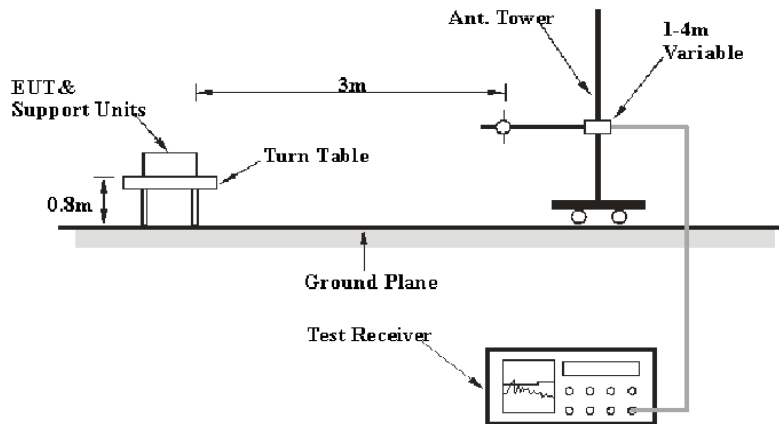 Ant. Tower
1-4m
Variable
EUT&
Support Units
3m
Turn Table
0.8m
Ground Plane
Test Receiver